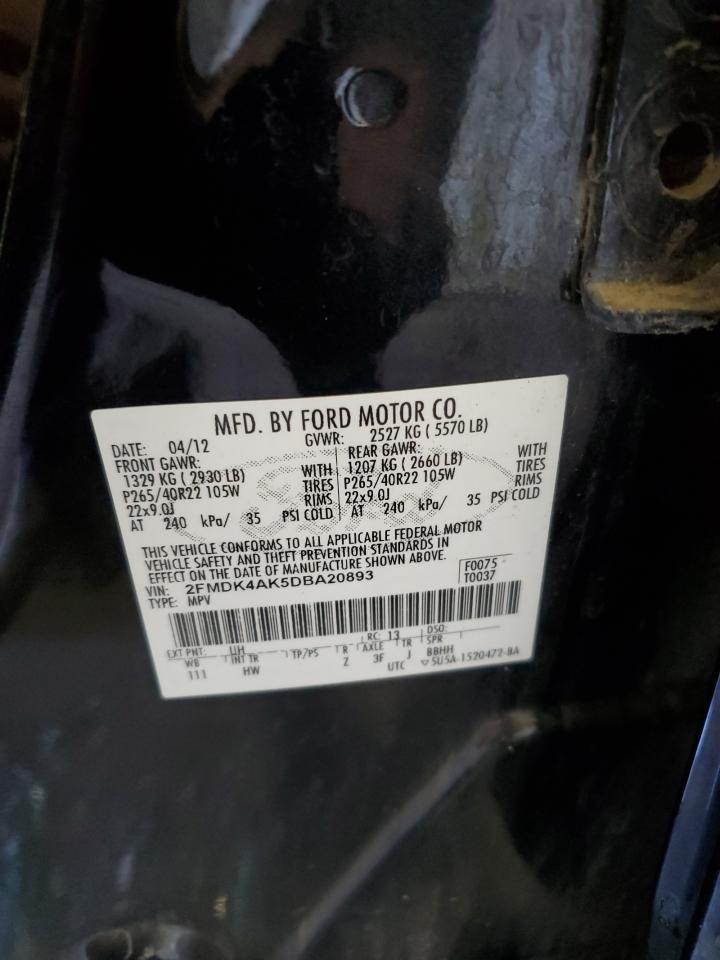 MFD. BY FORD MOTOR CO.
DATE: 04/12 GVWR: 2527 KG ( 5570 LB)
FRONT GAWR: REAR GAWR: WITH
1329 KG ( 2930 LB) WITH 1207 KG ( 2660 LB) TIRES
P265/40R22 105W TIRES P265/40R22 105W RIMS
22x9.0J RIMS 22x9.0J
AT 240 kPa/ 35 PSI COLD AT 240 kPa/ 35 PSI COLD
THIS VEHICLE CONFORMS TO ALL APPLICABLE FEDERAL MOTOR
VEHICLE SAFETY AND THEFT PREVENTION STANDARDS IN
EFFECT ON THE DATE OF MANUFACTURE SHOWN ABOVE.
VIN: 2FMDK4AK5DBA20893 F0075
TYPE: MPV T0037
EXT PNT: UH RC: 13 DSO:
WB INT TR TP/PS R AXLE TR SPR
111 HW Z 3F J BBHH
UTC ▽5U5A-1520472-BA
Ford